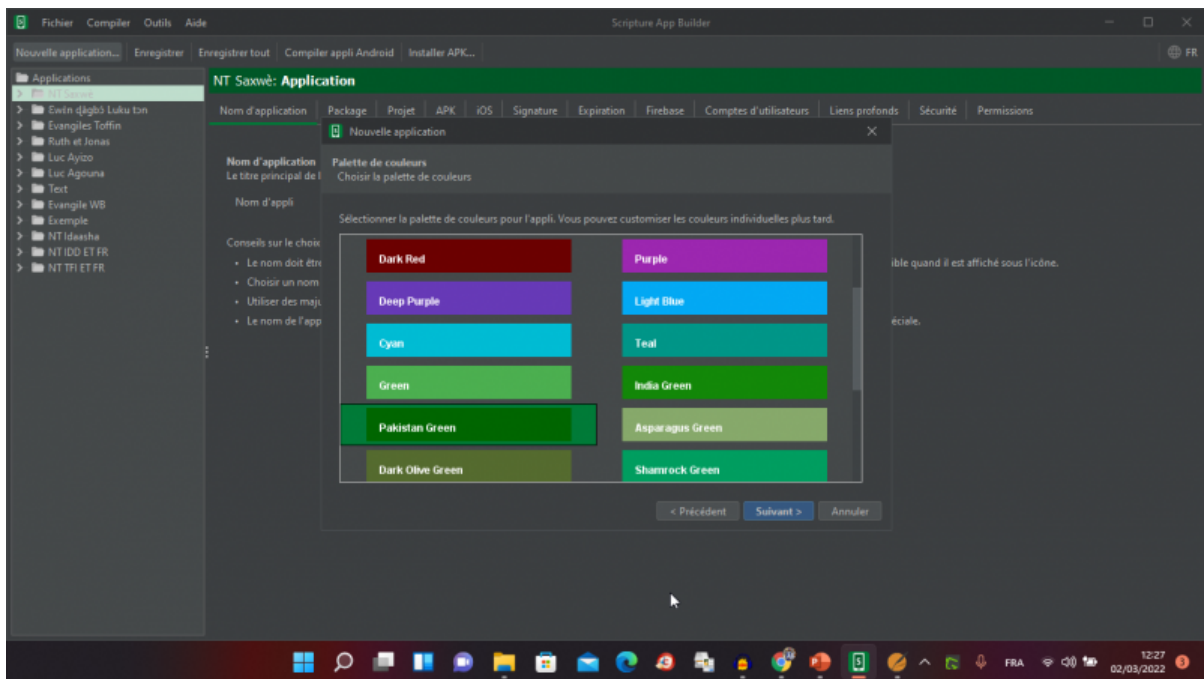 Fichier Compiler Outils Aide
Scripture App Builder
Nouvelle application... Enregistrer Enregistrer tout Compiler appli Android Installer APK...
FR
Applications
NT Saxwè
Ewin ɖagbɔ̀ Luku tɔn
Evangiles Toffin
Ruth et Jonas
Luc Ayizo
Luc Agouna
Text
Evangile WB
Exemple
NT Idaasha
NT IDD ET FR
NT TFI ET FR
NT Saxwè: Application
Nom d'application Package Projet APK iOS Signature Expiration Firebase Comptes d'utilisateurs Liens profonds Sécurité Permissions
Nom d'application
Le titre principal de l
Nom d'appli
Conseils sur le choix
• Le nom doit être
ible quand il est affiché sous l'icône.
• Choisir un nom
• Utiliser des maju
• Le nom de l'app
éciale.
Nouvelle application
Palette de couleurs
Choisir la palette de couleurs
Sélectionner la palette de couleurs pour l'appli. Vous pouvez customiser les couleurs individuelles plus tard.
Dark Red Purple
Deep Purple Light Blue
Cyan Teal
Green India Green
Pakistan Green Asparagus Green
Dark Olive Green Shamrock Green
< Précédent Suivant > Annuler
FRA
12:27
02/03/2022